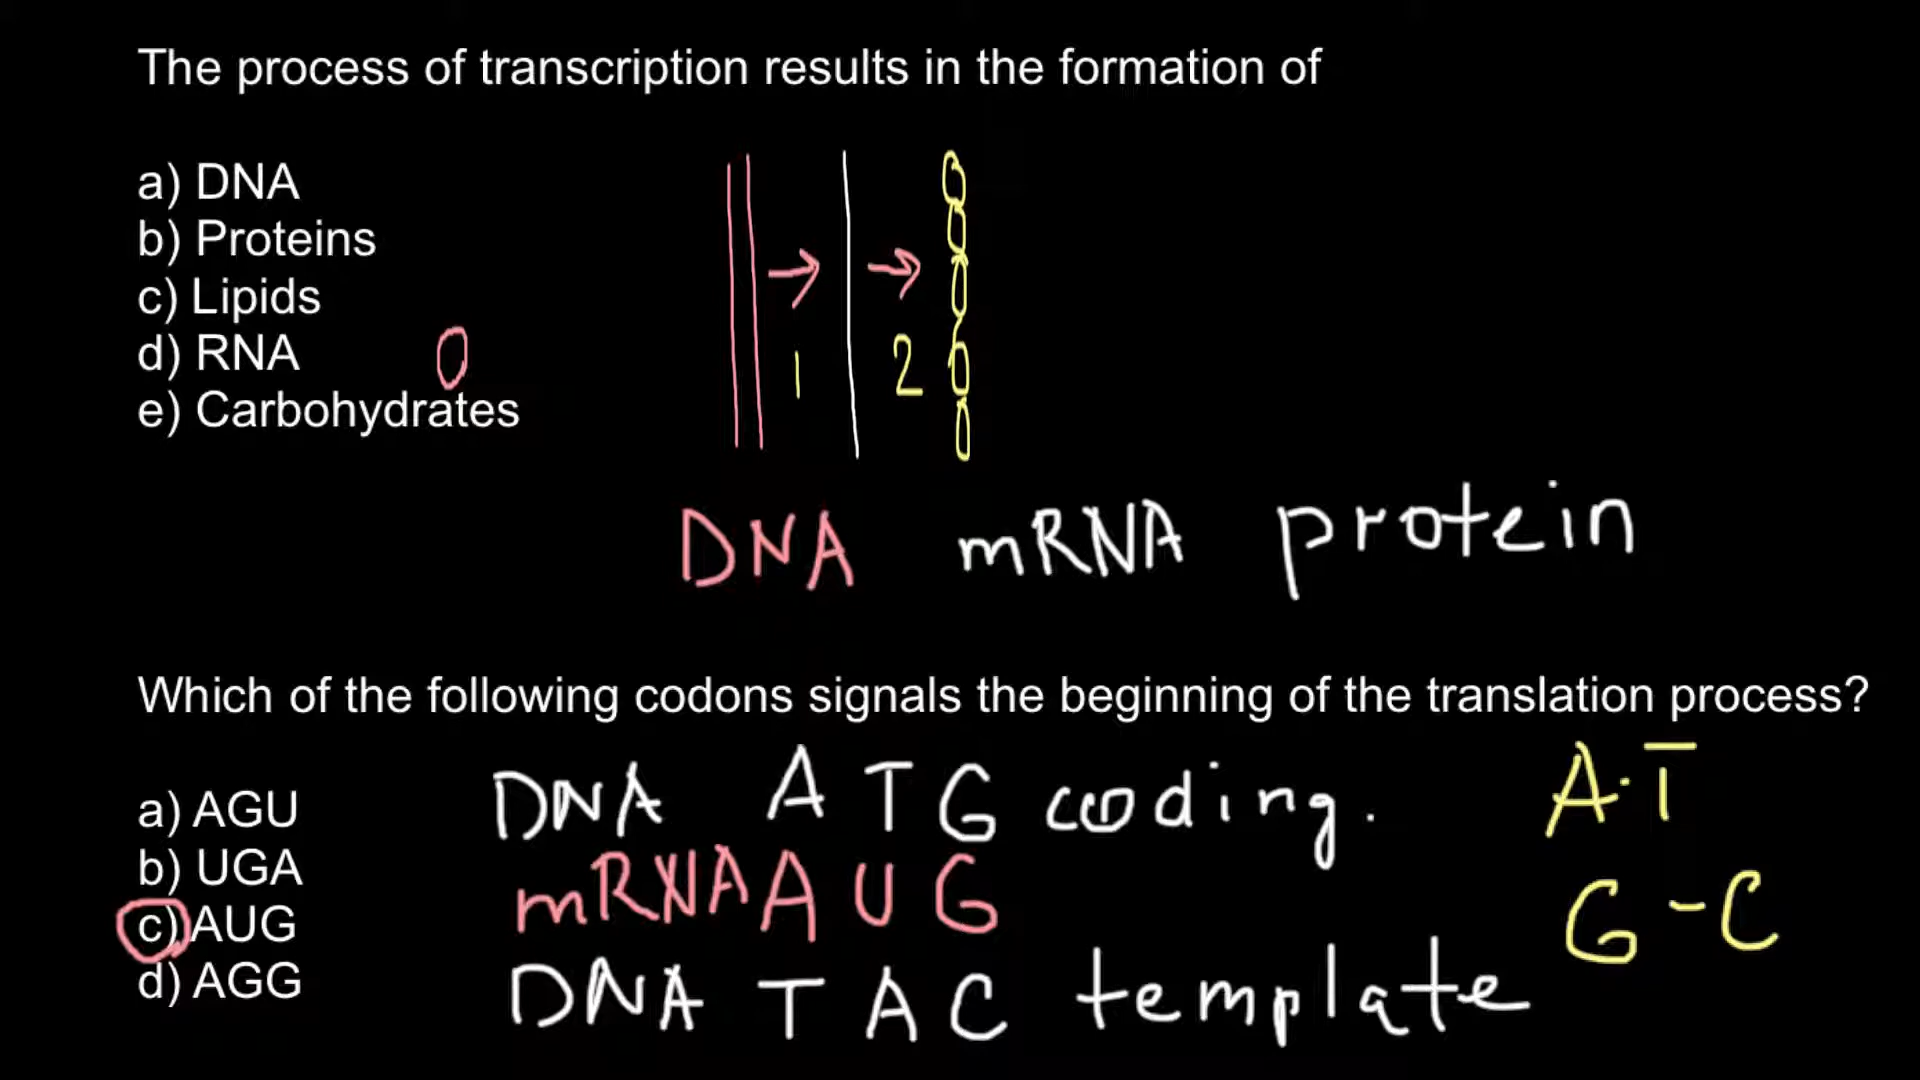 The process of transcription results in the formation of
a) DNA
b) Proteins
c) Lipids
d) RNA
e) Carbohydrates
1 2
DNA mRNA protein
Which of the following codons signals the beginning of the translation process?
a) AGU
b) UGA
c) AUG
d) AGG
DNA A T G coding.
mRNA A U G
DNA T A C template
A·T
G-C